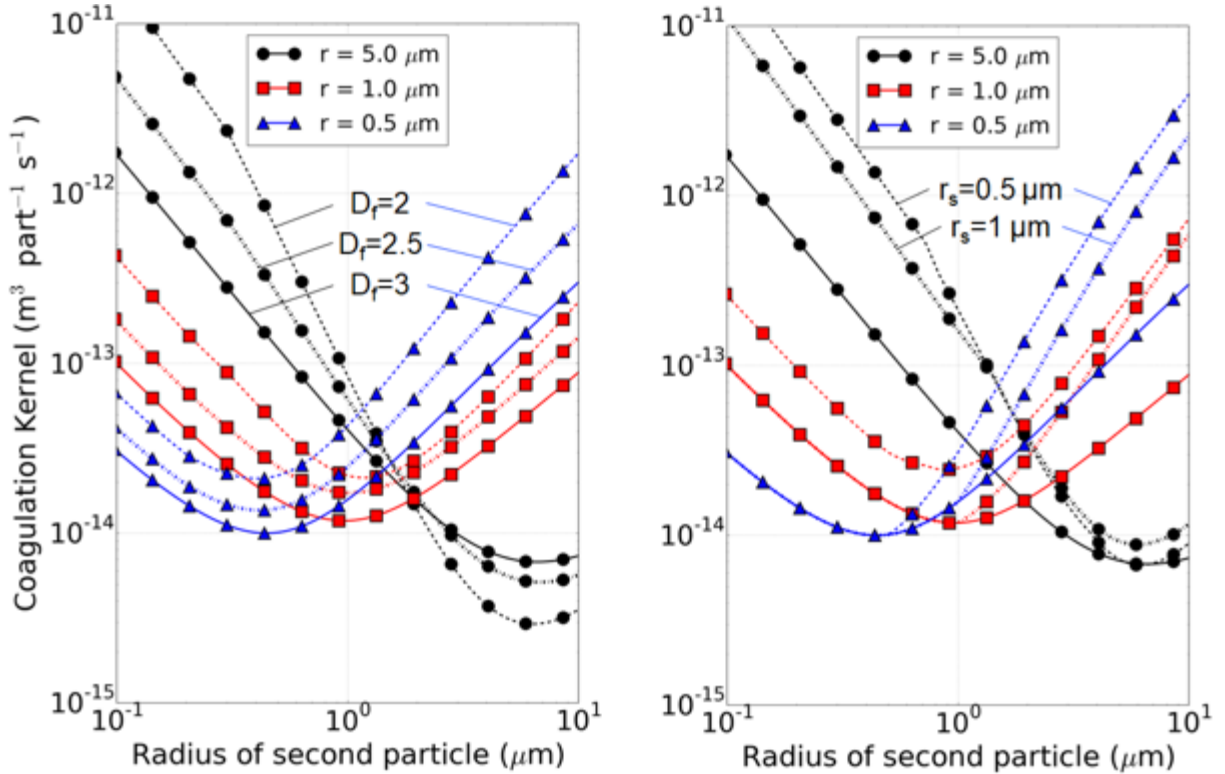 Coagulation Kernel (m³ part⁻¹ s⁻¹)
10⁻¹¹
10⁻¹²
10⁻¹³
10⁻¹⁴
10⁻¹⁵
r = 5.0 μm
r = 1.0 μm
r = 0.5 μm
D_f=2
D_f=2.5
D_f=3
10⁻¹ 10⁰ 10¹
Radius of second particle (μm)
10⁻¹¹
10⁻¹²
10⁻¹³
10⁻¹⁴
10⁻¹⁵
r = 5.0 μm
r = 1.0 μm
r = 0.5 μm
r_s=0.5 μm
r_s=1 μm
10⁻¹ 10⁰ 10¹
Radius of second particle (μm)